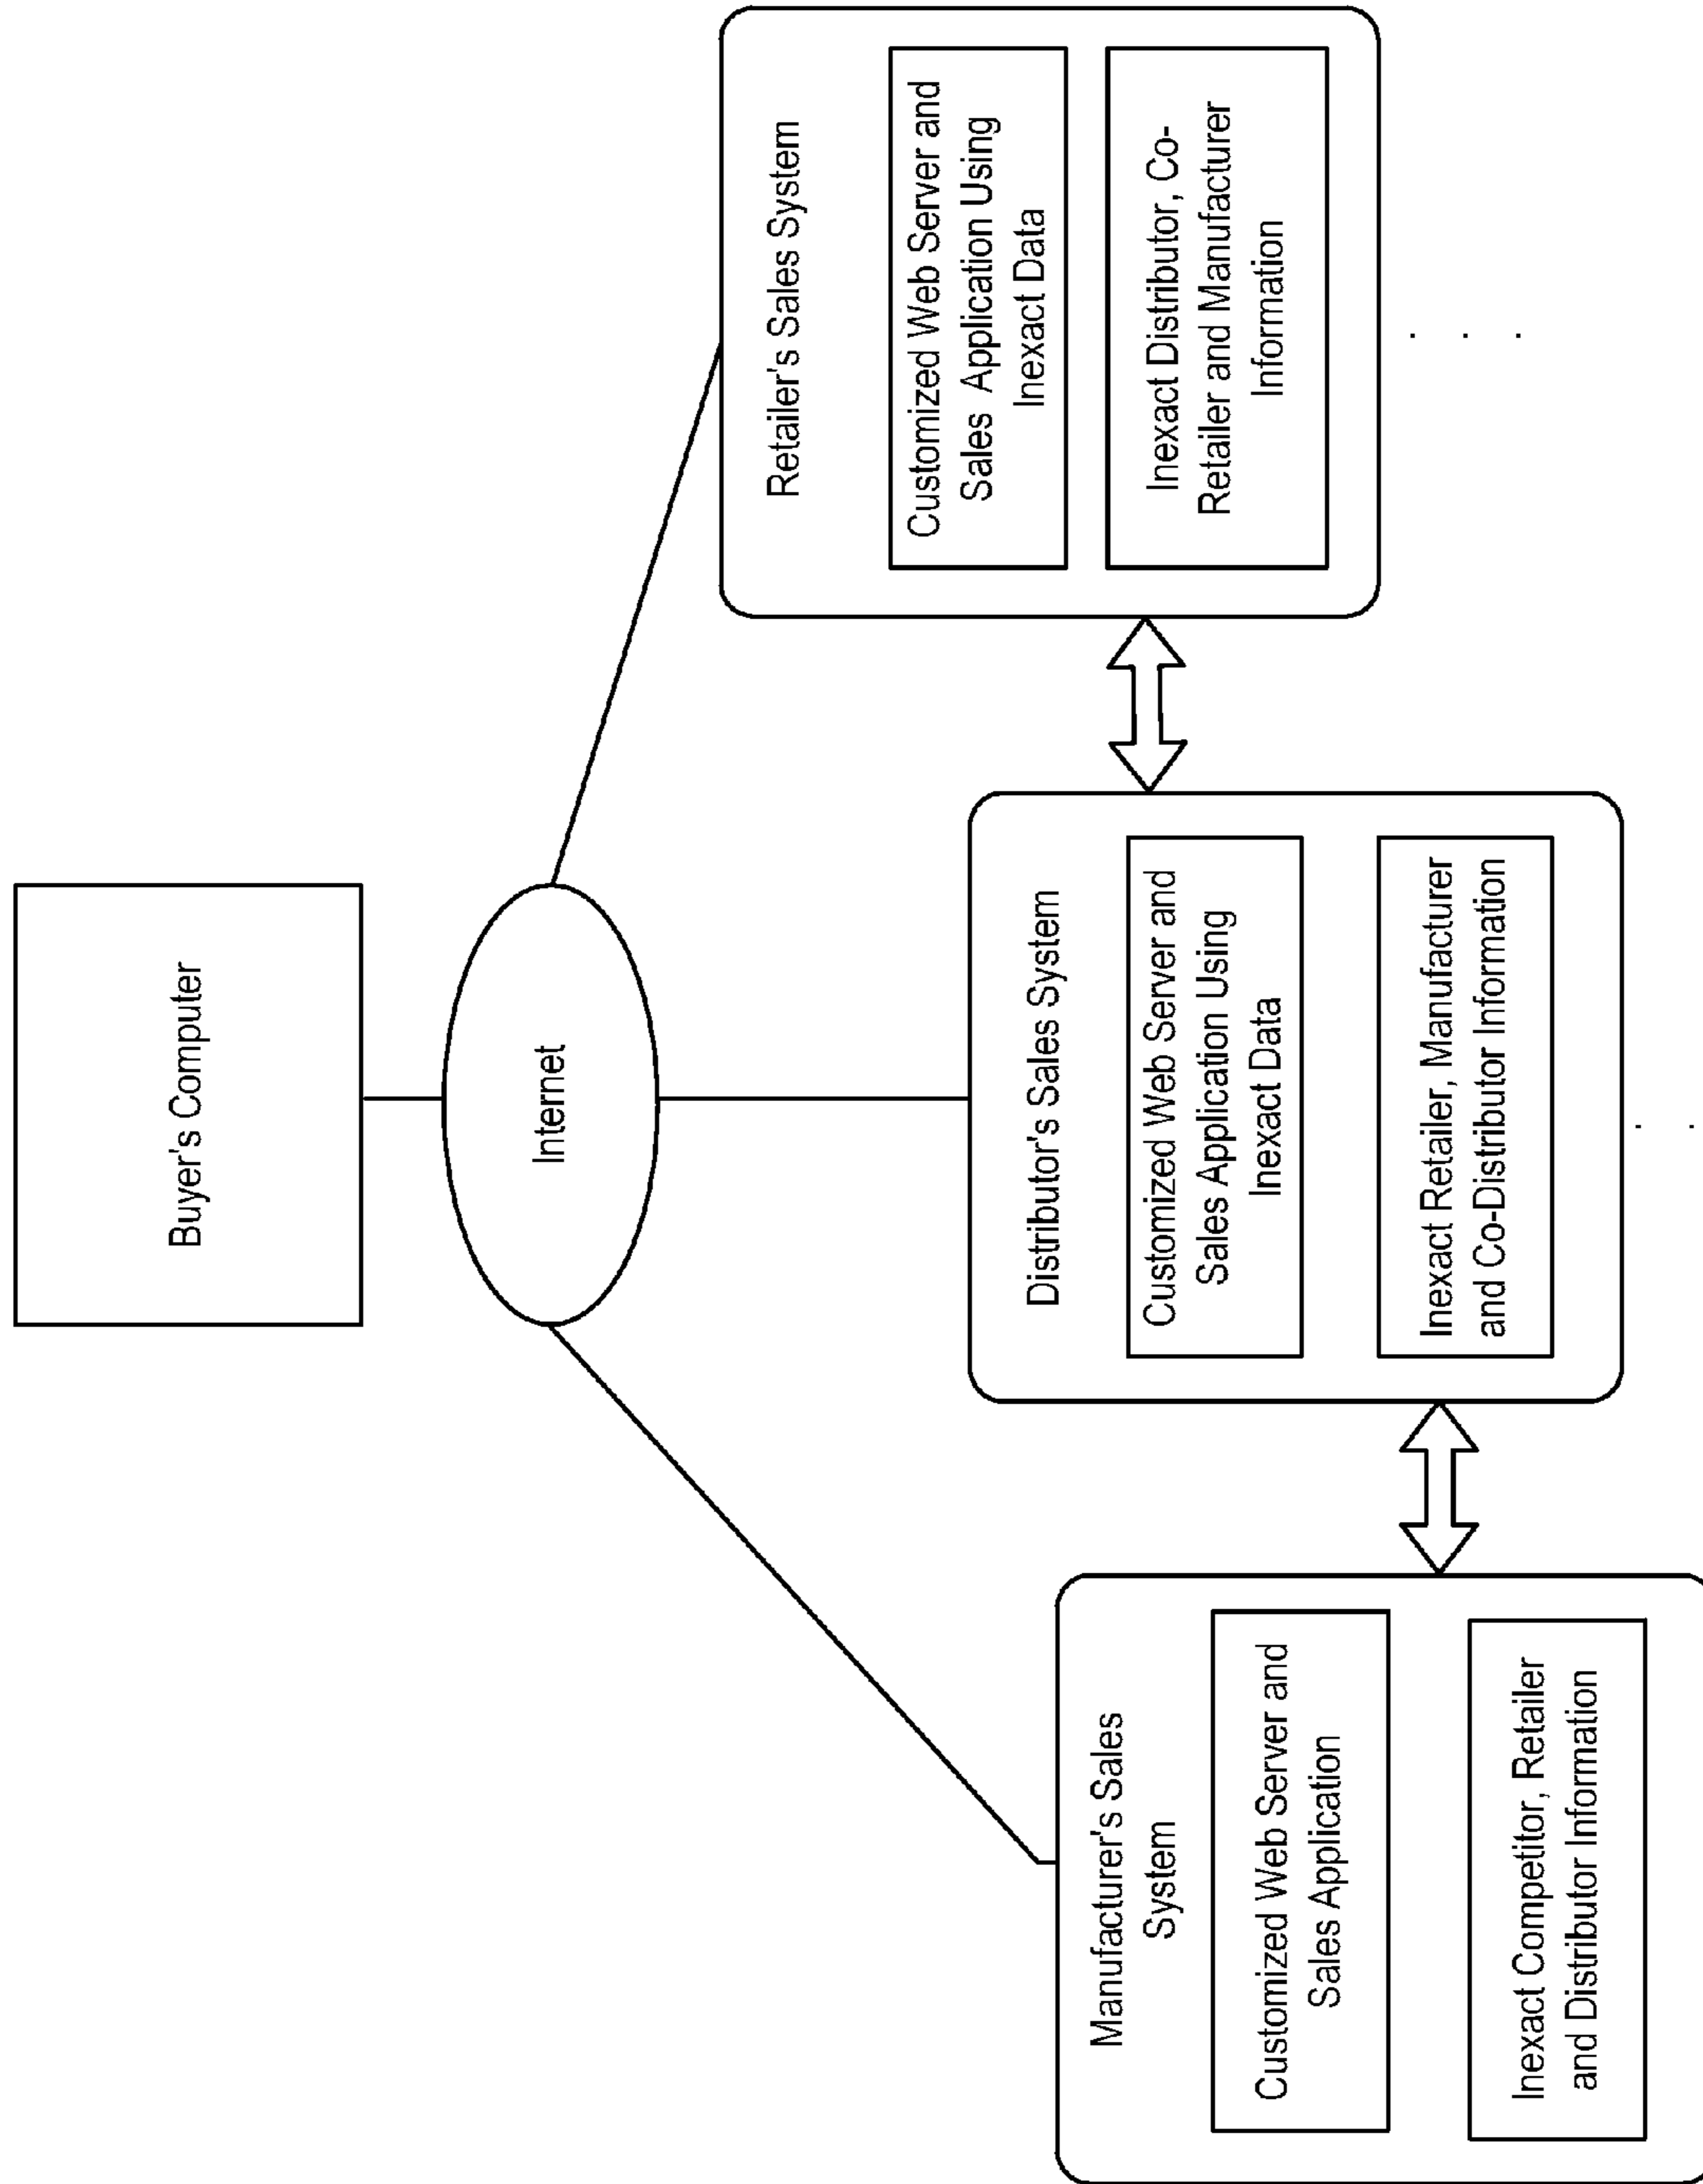 Buyer's Computer
Internet
Manufacturer's Sales
System
Customized Web Server and
Sales Application
Inexact Competitor, Retailer
and Distributor Information
Distributor's Sales System
Customized Web Server and
Sales Application Using
Inexact Data
Inexact Retailer, Manufacturer
and Co-Distributor Information
Retailer's Sales System
Customized Web Server and
Sales Application Using
Inexact Data
Inexact Distributor, Co-
Retailer and Manufacturer
Information